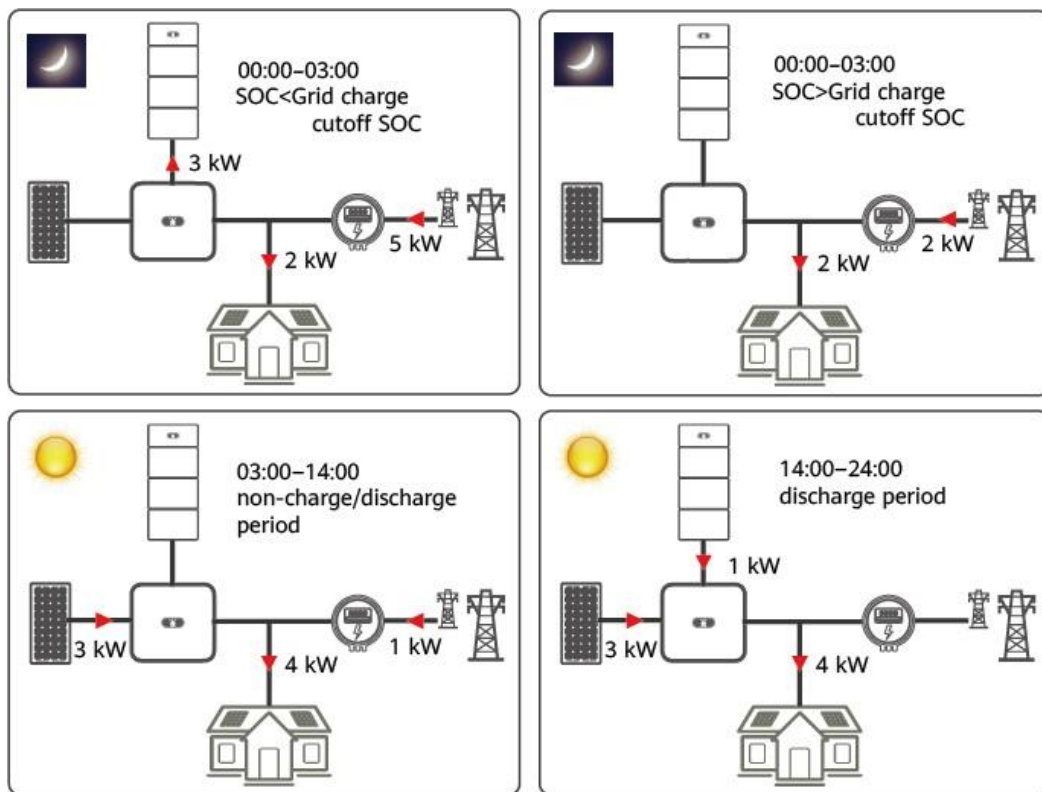 00:00–03:00
SOC<Grid charge
cutoff SOC
3 kW
5 kW
2 kW
00:00–03:00
SOC>Grid charge
cutoff SOC
2 kW
2 kW
03:00–14:00
non-charge/discharge
period
3 kW
1 kW
4 kW
14:00–24:00
discharge period
1 kW
3 kW
4 kW